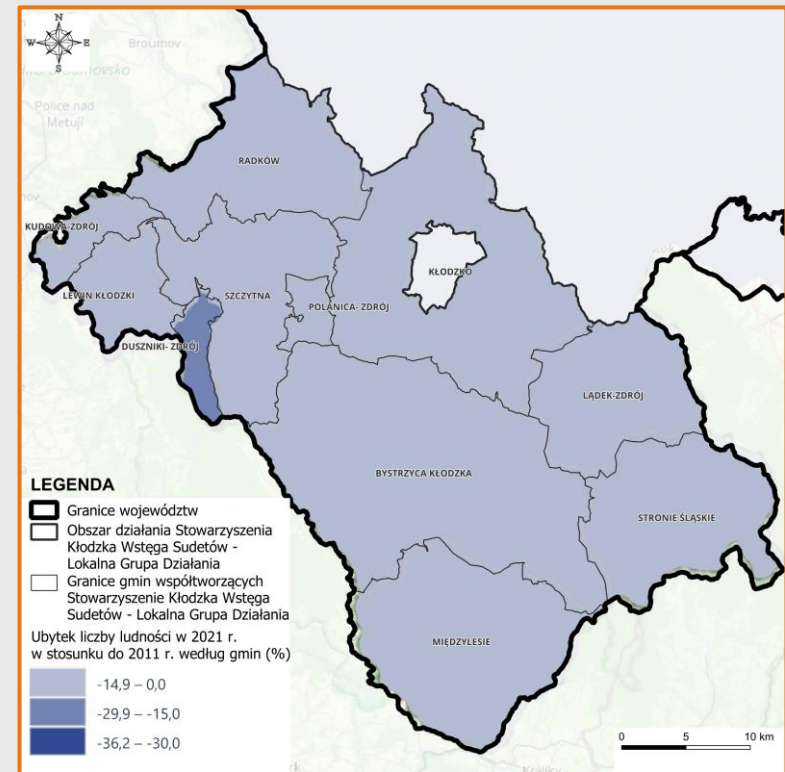 N
W
E
S
Broumov
Police nad
Metují
RADKÓW
KUDOWA-ZDRÓJ
KŁODZKO
LEWIN KŁODZKI
SZCZYTNA
POLANICA- ZDRÓJ
DUSZNIKI- ZDRÓJ
LĄDEK-ZDRÓJ
BYSTRZYCA KŁODZKA
STRONIE ŚLĄSKIE
MIĘDZYLESIE
LEGENDA
Granice województw
Obszar działania Stowarzyszenia
Kłodzka Wstęga Sudetów -
Lokalna Grupa Działania
Granice gmin współtworzących
Stowarzyszenie Kłodzka Wstęga
Sudetów - Lokalna Grupa Działania
Ubytek liczby ludności w 2021 r.
w stosunku do 2011 r. według gmin (%)
-14,9 – 0,0
-29,9 – -15,0
-36,2 – -30,0
0 5 10 km
Králíky